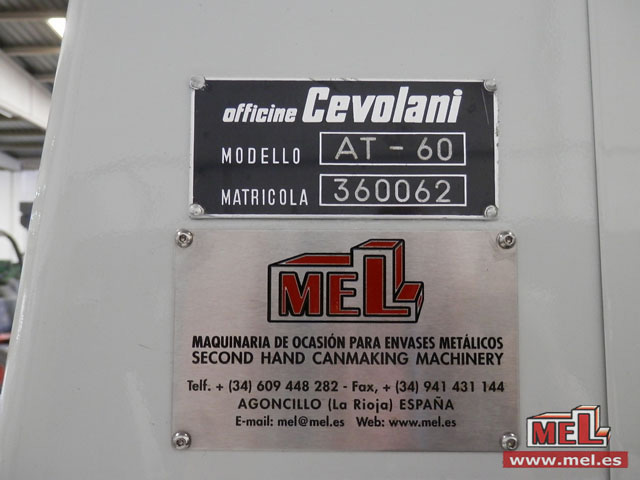 officine Cevolani
MODELLO AT - 60
MATRICOLA 360062
MEL
MAQUINARIA DE OCASIÓN PARA ENVASES METÁLICOS
SECOND HAND CANMAKING MACHINERY
Telf. + (34) 609 448 282 - Fax, + (34) 941 431 144
AGONCILLO (La Rioja) ESPAÑA
E-mail: mel@mel.es Web: www.mel.es
MEL
www.mel.es